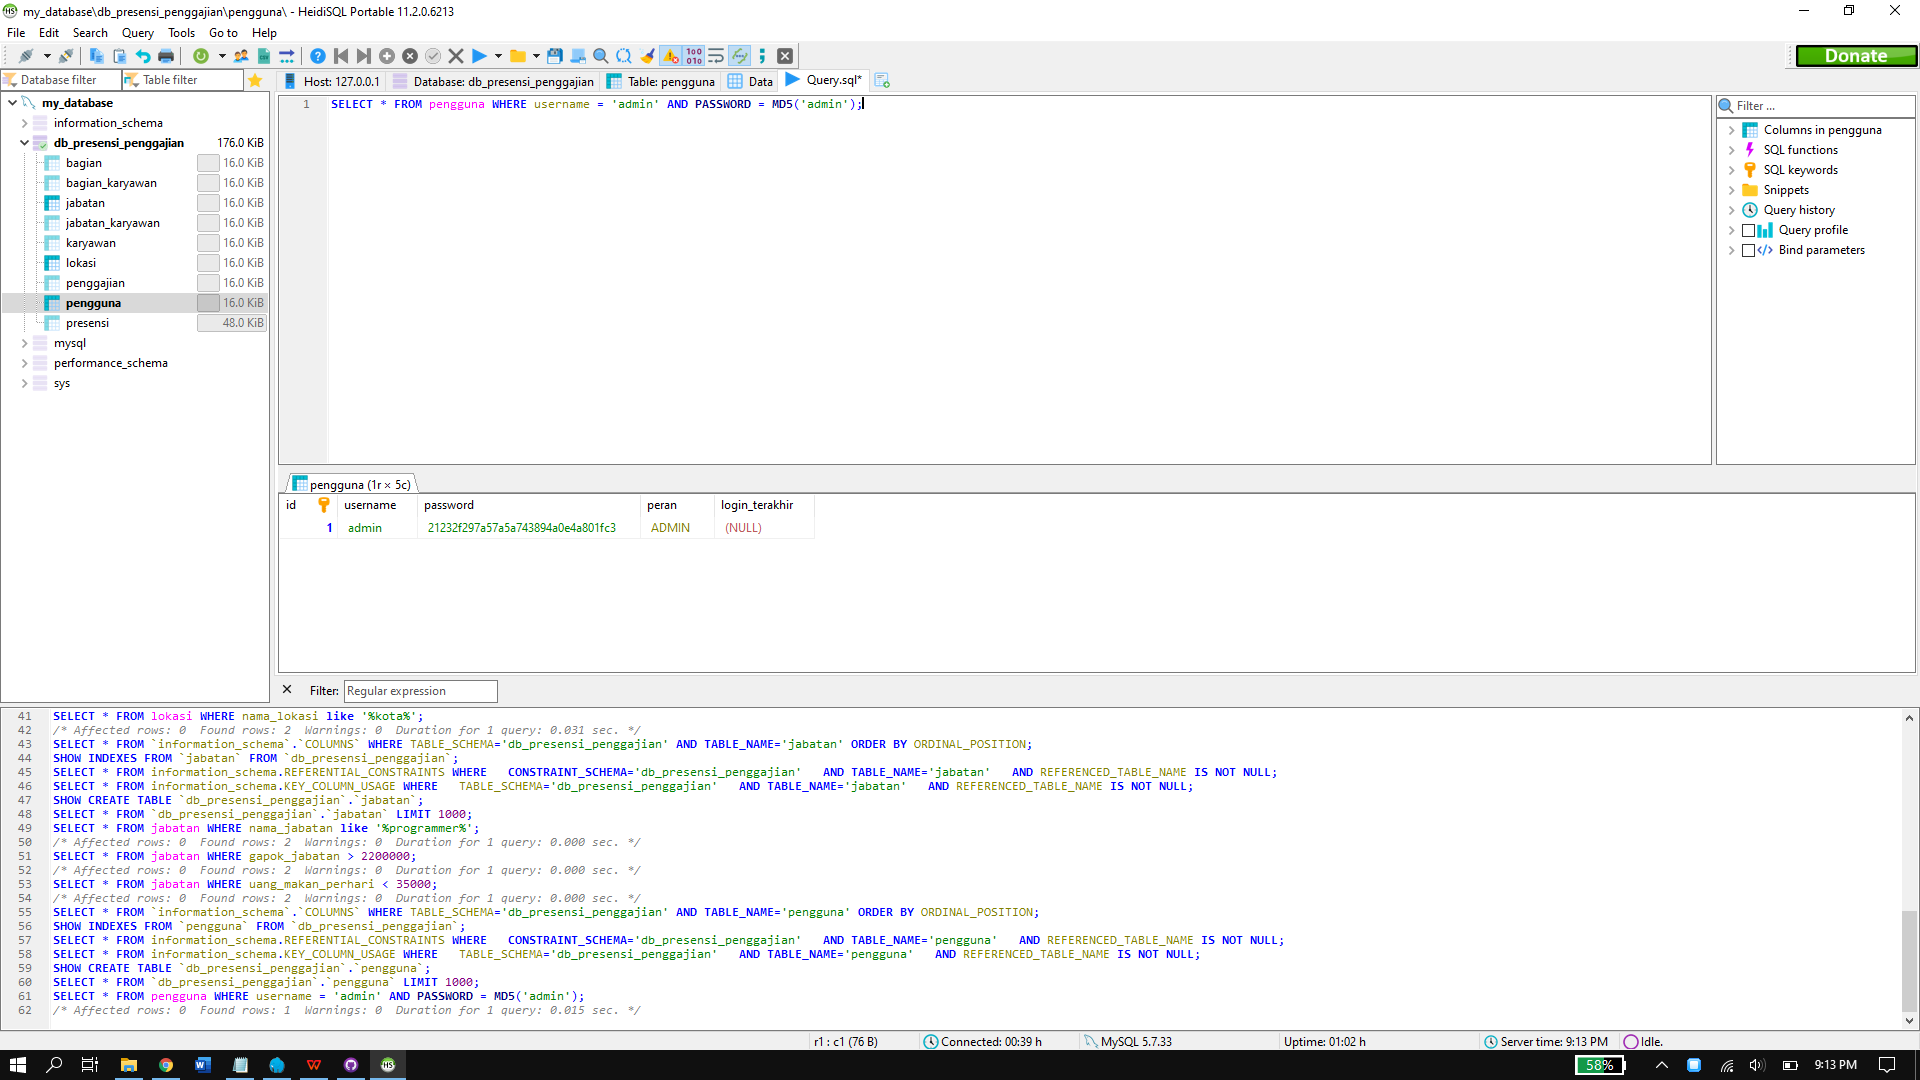 my_database\db_presensi_penggajian\pengguna\ - HeidiSQL Portable 11.2.0.6213
File Edit Search Query Tools Go to Help
Donate
Database filter Table filter
Host: 127.0.0.1 Database: db_presensi_penggajian Table: pengguna Data Query.sql*
my_database
information_schema
db_presensi_penggajian 176.0 KiB
bagian 16.0 KiB
bagian_karyawan 16.0 KiB
jabatan 16.0 KiB
jabatan_karyawan 16.0 KiB
karyawan 16.0 KiB
lokasi 16.0 KiB
penggajian 16.0 KiB
pengguna 16.0 KiB
presensi 48.0 KiB
mysql
performance_schema
sys
1 SELECT * FROM pengguna WHERE username = 'admin' AND PASSWORD = MD5('admin');
Filter ...
Columns in pengguna
SQL functions
SQL keywords
Snippets
Query history
Query profile
Bind parameters
pengguna (1r × 5c)
id username password peran login_terakhir
1 admin 21232f297a57a5a743894a0e4a801fc3 ADMIN (NULL)
Filter: Regular expression
41 SELECT * FROM lokasi WHERE nama_lokasi like '%kota%';
42 /* Affected rows: 0 Found rows: 2 Warnings: 0 Duration for 1 query: 0.031 sec. */
43 SELECT * FROM `information_schema`.`COLUMNS` WHERE TABLE_SCHEMA='db_presensi_penggajian' AND TABLE_NAME='jabatan' ORDER BY ORDINAL_POSITION;
44 SHOW INDEXES FROM `jabatan` FROM `db_presensi_penggajian`;
45 SELECT * FROM information_schema.REFERENTIAL_CONSTRAINTS WHERE CONSTRAINT_SCHEMA='db_presensi_penggajian' AND TABLE_NAME='jabatan' AND REFERENCED_TABLE_NAME IS NOT NULL;
46 SELECT * FROM information_schema.KEY_COLUMN_USAGE WHERE TABLE_SCHEMA='db_presensi_penggajian' AND TABLE_NAME='jabatan' AND REFERENCED_TABLE_NAME IS NOT NULL;
47 SHOW CREATE TABLE `db_presensi_penggajian`.`jabatan`;
48 SELECT * FROM `db_presensi_penggajian`.`jabatan` LIMIT 1000;
49 SELECT * FROM jabatan WHERE nama_jabatan like '%programmer%';
50 /* Affected rows: 0 Found rows: 2 Warnings: 0 Duration for 1 query: 0.000 sec. */
51 SELECT * FROM jabatan WHERE gapok_jabatan > 2200000;
52 /* Affected rows: 0 Found rows: 2 Warnings: 0 Duration for 1 query: 0.000 sec. */
53 SELECT * FROM jabatan WHERE uang_makan_perhari < 35000;
54 /* Affected rows: 0 Found rows: 2 Warnings: 0 Duration for 1 query: 0.000 sec. */
55 SELECT * FROM `information_schema`.`COLUMNS` WHERE TABLE_SCHEMA='db_presensi_penggajian' AND TABLE_NAME='pengguna' ORDER BY ORDINAL_POSITION;
56 SHOW INDEXES FROM `pengguna` FROM `db_presensi_penggajian`;
57 SELECT * FROM information_schema.REFERENTIAL_CONSTRAINTS WHERE CONSTRAINT_SCHEMA='db_presensi_penggajian' AND TABLE_NAME='pengguna' AND REFERENCED_TABLE_NAME IS NOT NULL;
58 SELECT * FROM information_schema.KEY_COLUMN_USAGE WHERE TABLE_SCHEMA='db_presensi_penggajian' AND TABLE_NAME='pengguna' AND REFERENCED_TABLE_NAME IS NOT NULL;
59 SHOW CREATE TABLE `db_presensi_penggajian`.`pengguna`;
60 SELECT * FROM `db_presensi_penggajian`.`pengguna` LIMIT 1000;
61 SELECT * FROM pengguna WHERE username = 'admin' AND PASSWORD = MD5('admin');
62 /* Affected rows: 0 Found rows: 1 Warnings: 0 Duration for 1 query: 0.015 sec. */
r1 : c1 (76 B) Connected: 00:39 h MySQL 5.7.33 Uptime: 01:02 h Server time: 9:13 PM Idle.
58% 9:13 PM